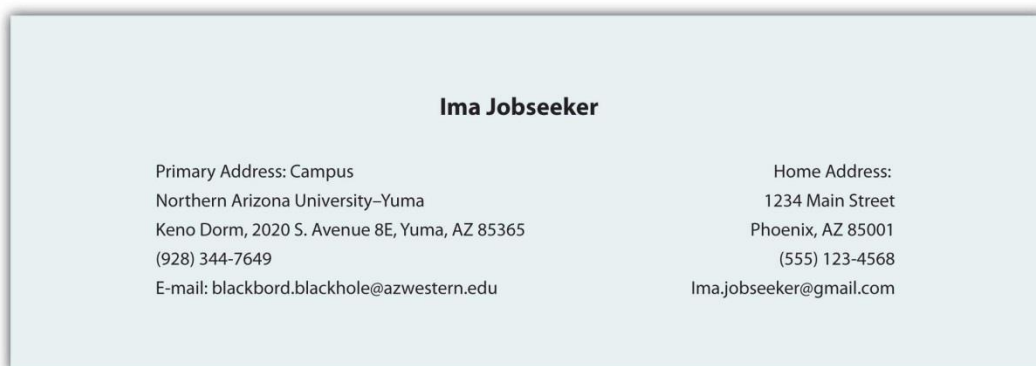 Ima Jobseeker
Primary Address: Campus
Northern Arizona University–Yuma
Keno Dorm, 2020 S. Avenue 8E, Yuma, AZ 85365
(928) 344-7649
E-mail: blackbord.blackhole@azwestern.edu
Home Address:
1234 Main Street
Phoenix, AZ 85001
(555) 123-4568
Ima.jobseeker@gmail.com